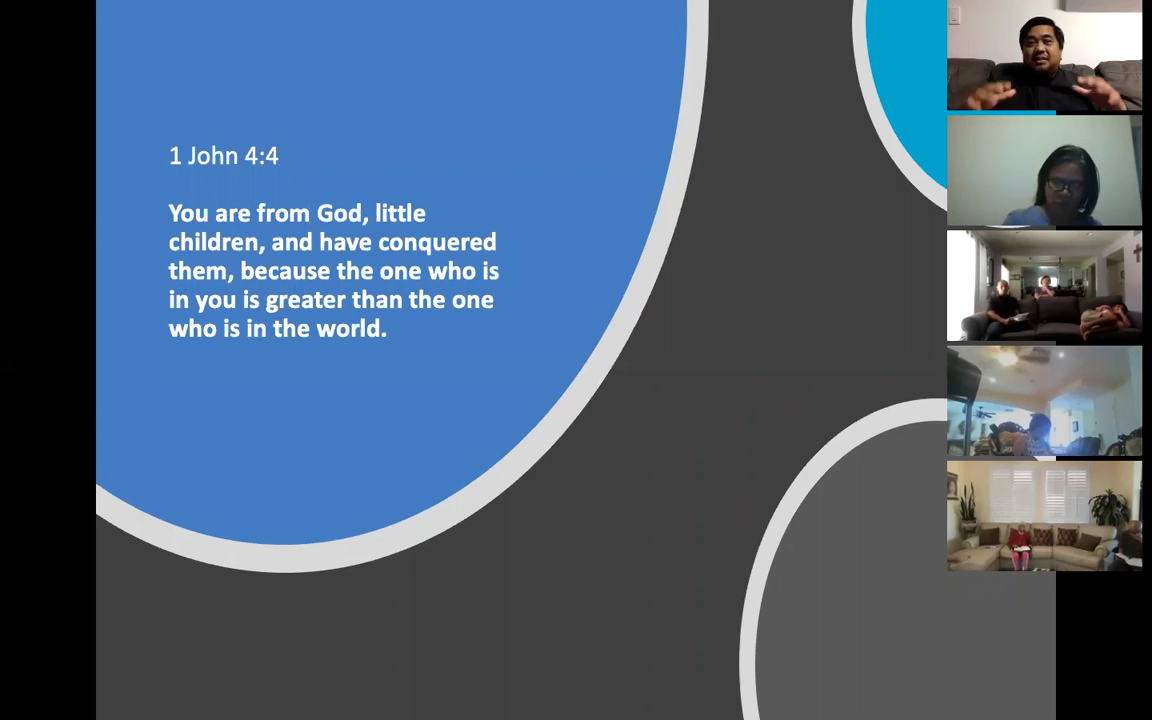 1 John 4:4
You are from God, little
children, and have conquered
them, because the one who is
in you is greater than the one
who is in the world.